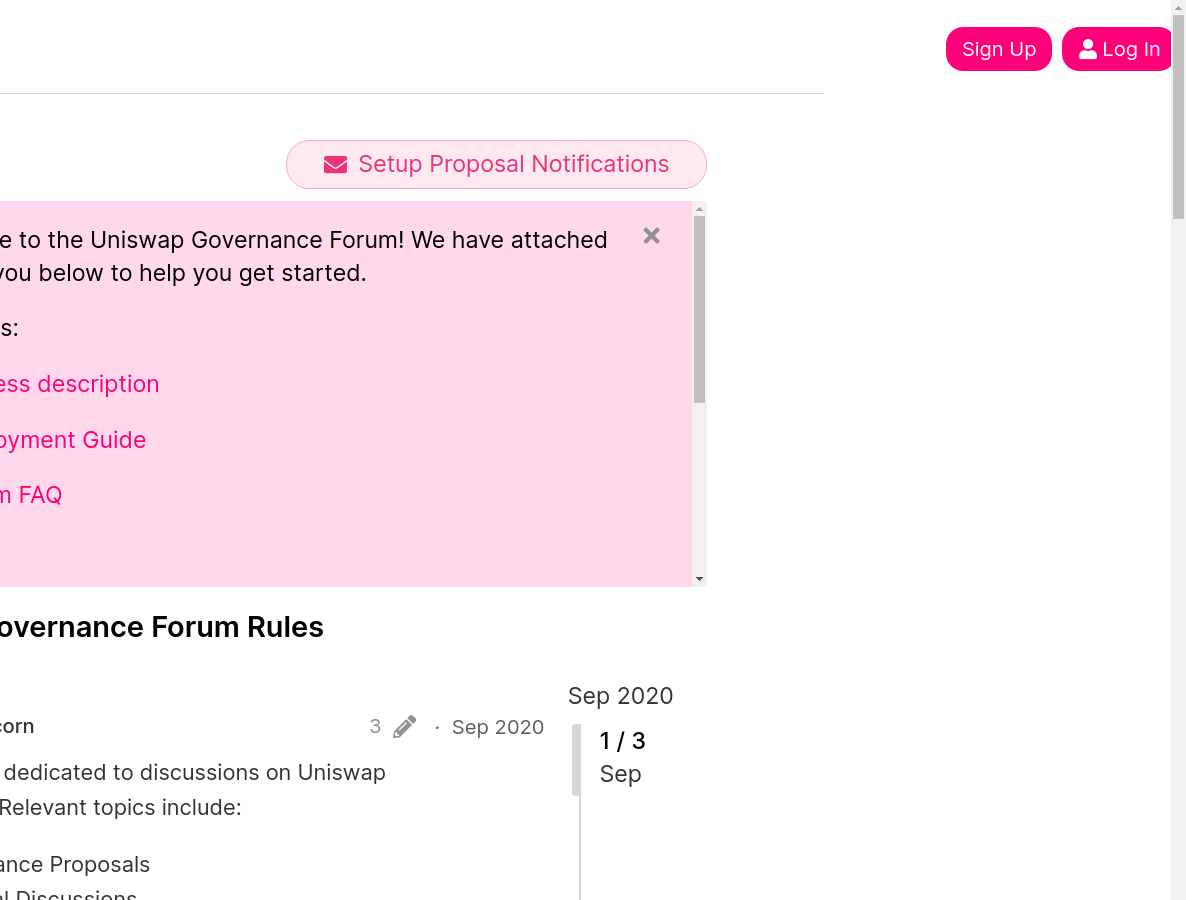 Sign Up
Log In
Setup Proposal Notifications
e to the Uniswap Governance Forum! We have attached
you below to help you get started.
s:
ess description
oyment Guide
m FAQ
overnance Forum Rules
Sep 2020
corn
3 · Sep 2020
1 / 3
Sep
dedicated to discussions on Uniswap
Relevant topics include:
ance Proposals
al Discussions